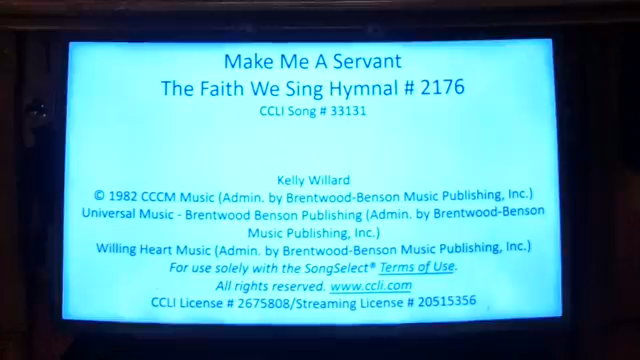 Make Me A Servant
The Faith We Sing Hymnal # 2176
CCLI Song # 33131
Kelly Willard
© 1982 CCCM Music (Admin. by Brentwood-Benson Music Publishing, Inc.)
Universal Music - Brentwood Benson Publishing (Admin. by Brentwood-Benson
Music Publishing, Inc.)
Willing Heart Music (Admin. by Brentwood-Benson Music Publishing, Inc.)
For use solely with the SongSelect® Terms of Use.
All rights reserved. www.ccli.com
CCLI License # 2675808/Streaming License # 20515356